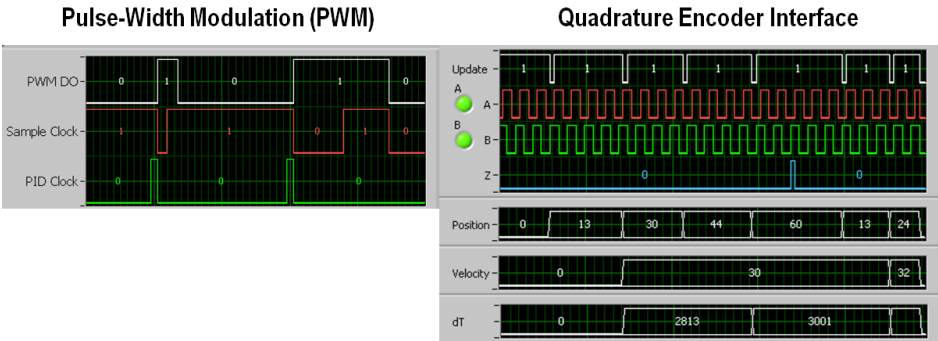 Pulse-Width Modulation (PWM)
PWM DO 0 1 0 1 0
Sample Clock 1 1 0 1 0
PID Clock 0 0 0
Quadrature Encoder Interface
Update 1 1 1 1 1 1 1
A
A
B
B
Z 0 0
Position 0 13 30 44 60 13 24
Velocity 0 30 32
dT 0 2813 3001